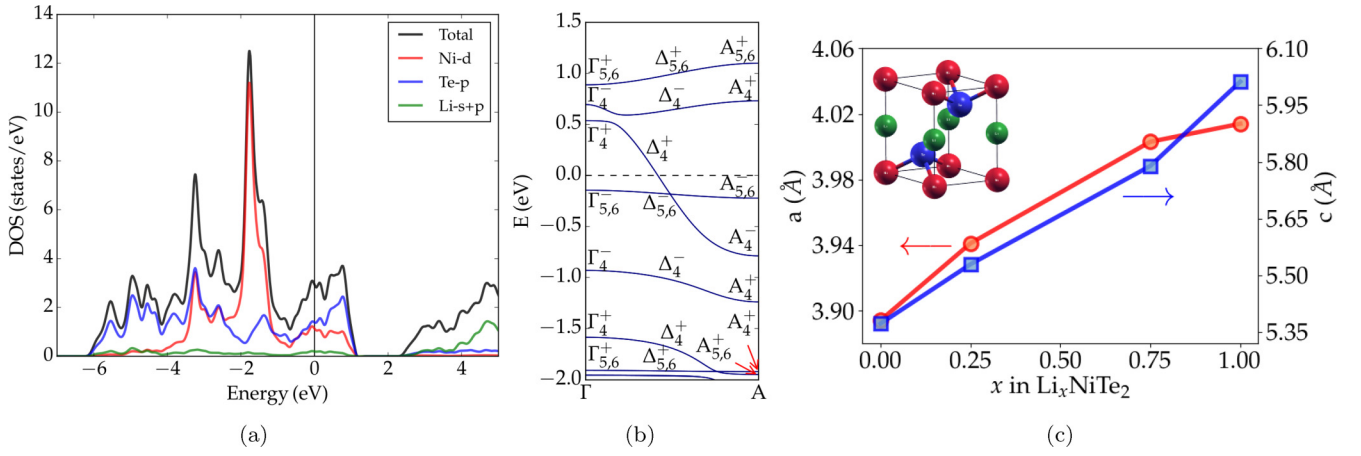 14
12
10
8
6
4
2
0
DOS (states/eV)
Total
Ni-d
Te-p
Li-s+p
−6
−4
−2
0
2
4
Energy (eV)
(a)
1.5
1.0
0.5
0.0
−0.5
−1.0
−1.5
−2.0
E (eV)
Γ5,6+ Δ5,6+ A5,6+
Γ4− Δ4− A4+
Γ4+ Δ4+
Γ5,6− Δ5,6− A5,6−
A4−
Γ4− Δ4− A4+
Γ4+ Δ4+ A4+
Γ5,6+ Δ5,6+ A5,6+
Γ A
(b)
4.06
4.02
3.98
3.94
3.90
a (Å)
6.10
5.95
5.80
5.65
5.50
5.35
c (Å)
0.00
0.25
0.50
0.75
1.00
x in LixNiTe2
(c)